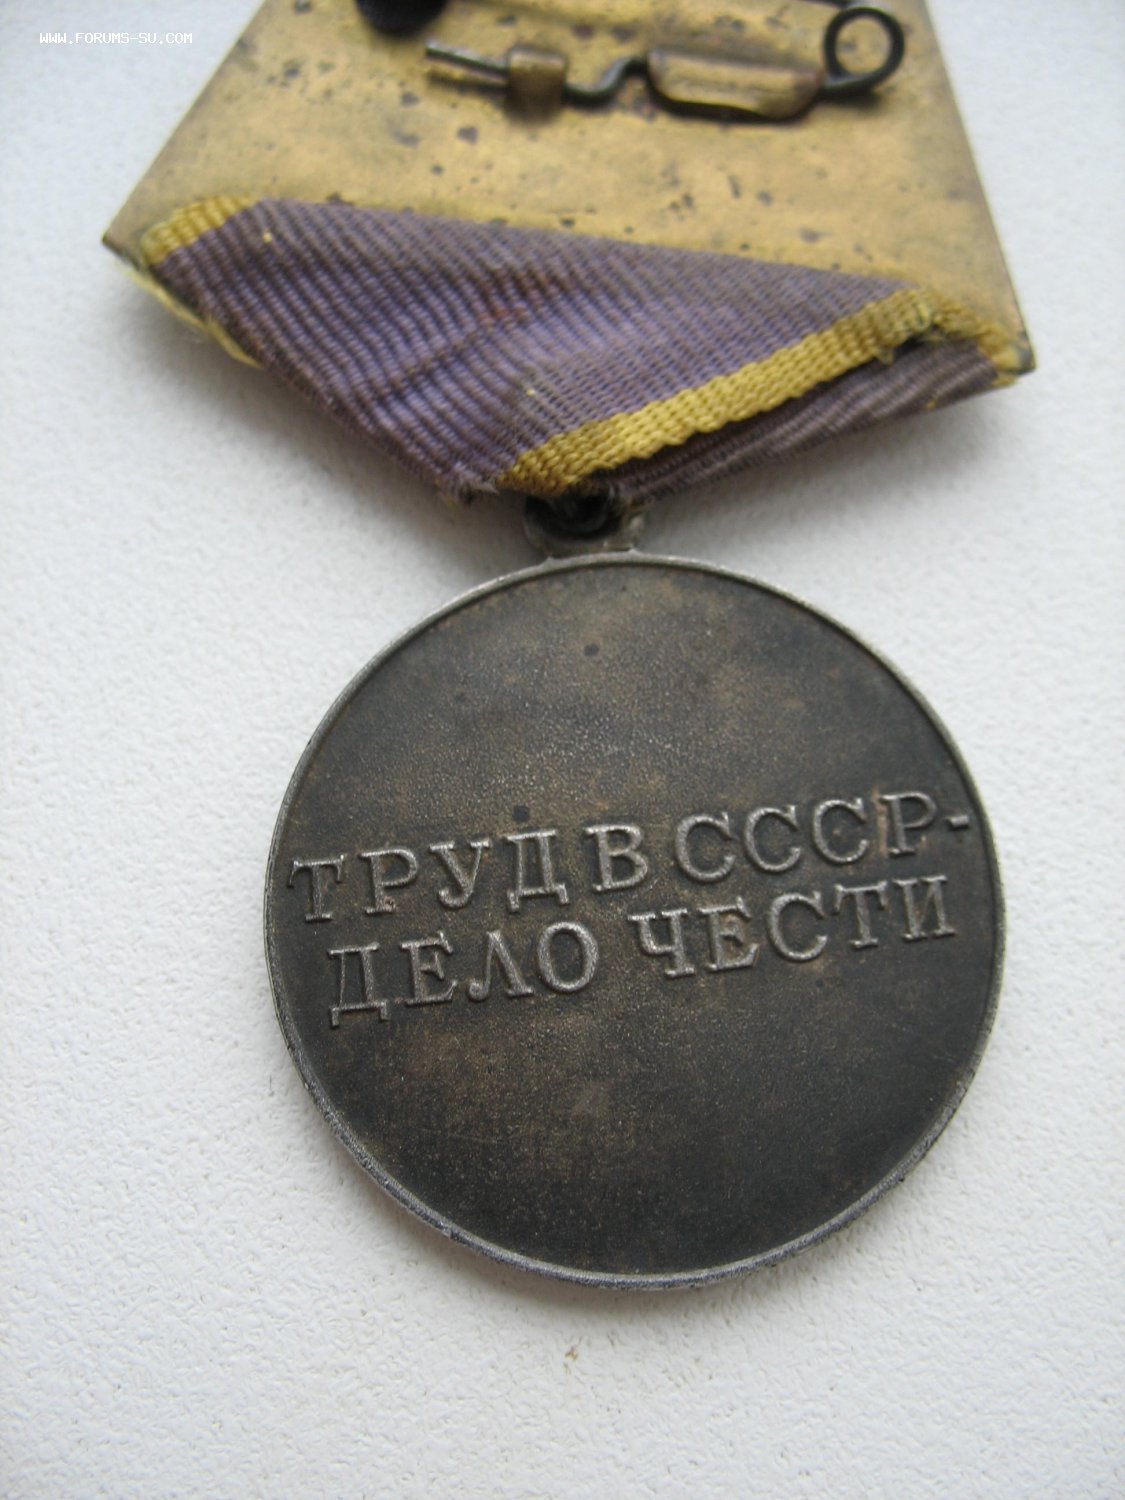 WWW.FORUMS-SU.COM
ТРУД В СССР-
ДЕЛО ЧЕСТИ